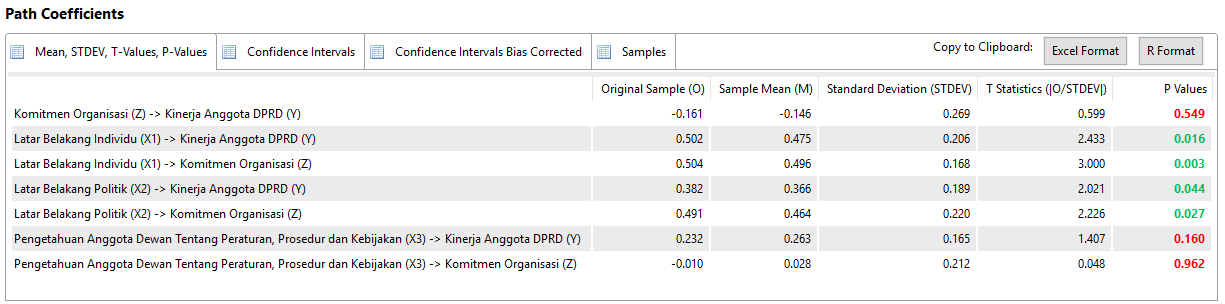 Path Coefficients
Mean, STDEV, T-Values, P-Values Confidence Intervals Confidence Intervals Bias Corrected Samples Copy to Clipboard: Excel Format R Format
Original Sample (O) Sample Mean (M) Standard Deviation (STDEV) T Statistics (|O/STDEV|) P Values
Komitmen Organisasi (Z) -> Kinerja Anggota DPRD (Y) -0.161 -0.146 0.269 0.599 0.549
Latar Belakang Individu (X1) -> Kinerja Anggota DPRD (Y) 0.502 0.475 0.206 2.433 0.016
Latar Belakang Individu (X1) -> Komitmen Organisasi (Z) 0.504 0.496 0.168 3.000 0.003
Latar Belakang Politik (X2) -> Kinerja Anggota DPRD (Y) 0.382 0.366 0.189 2.021 0.044
Latar Belakang Politik (X2) -> Komitmen Organisasi (Z) 0.491 0.464 0.220 2.226 0.027
Pengetahuan Anggota Dewan Tentang Peraturan, Prosedur dan Kebijakan (X3) -> Kinerja Anggota DPRD (Y) 0.232 0.263 0.165 1.407 0.160
Pengetahuan Anggota Dewan Tentang Peraturan, Prosedur dan Kebijakan (X3) -> Komitmen Organisasi (Z) -0.010 0.028 0.212 0.048 0.962